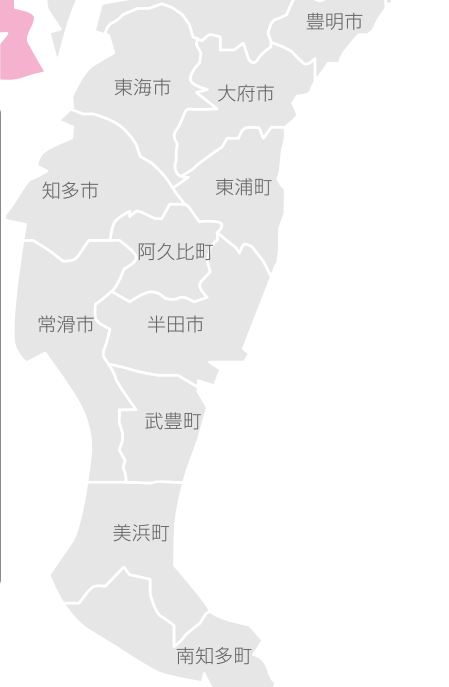 豊明市
東海市
大府市
知多市
東浦町
阿久比町
常滑市
半田市
武豊町
美浜町
南知多町